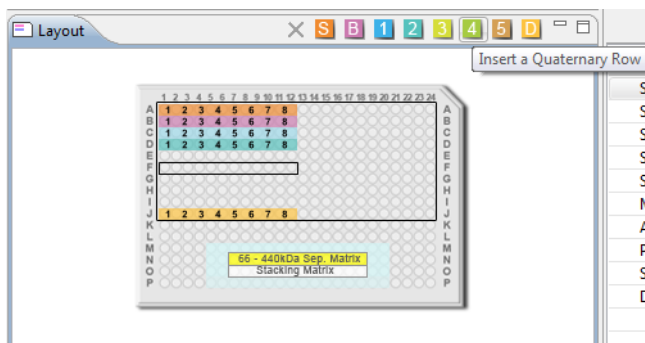 Layout S B 1 2 3 4 5 D
Insert a Quaternary Row
1 2 3 4 5 6 7 8 9 10 11 12 13 14 15 16 17 18 19 20 21 22 23 24
A 1 2 3 4 5 6 7 8 A
B 1 2 3 4 5 6 7 8 B
C 1 2 3 4 5 6 7 8 C
D 1 2 3 4 5 6 7 8 D
E E
F F
G G
H H
I I
J 1 2 3 4 5 6 7 8 J
K K
L L
M M
N 66 - 440kDa Sep. Matrix N
O Stacking Matrix O
P P
S
S
S
S
S
M
A
P
S
D